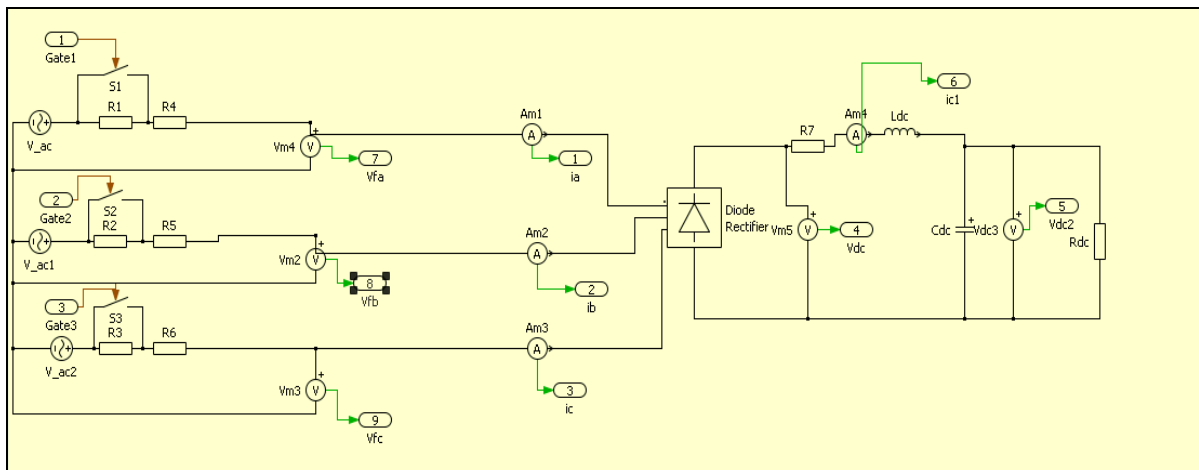 1
Gate1
S1
R1
R4
V_ac
Vm4
V
7
Vfa
Am1
A
1
ia
2
Gate2
S2
R2
R5
V_ac1
Vm2
V
8
Vfb
Am2
A
2
ib
3
Gate3
S3
R3
R6
V_ac2
Vm3
V
9
Vfc
Am3
A
3
ic
Diode
Rectifier
R7
Am4
A
Ldc
6
ic1
Vm5
V
4
Vdc
Cdc
Vdc3
V
5
Vdc2
Rdc